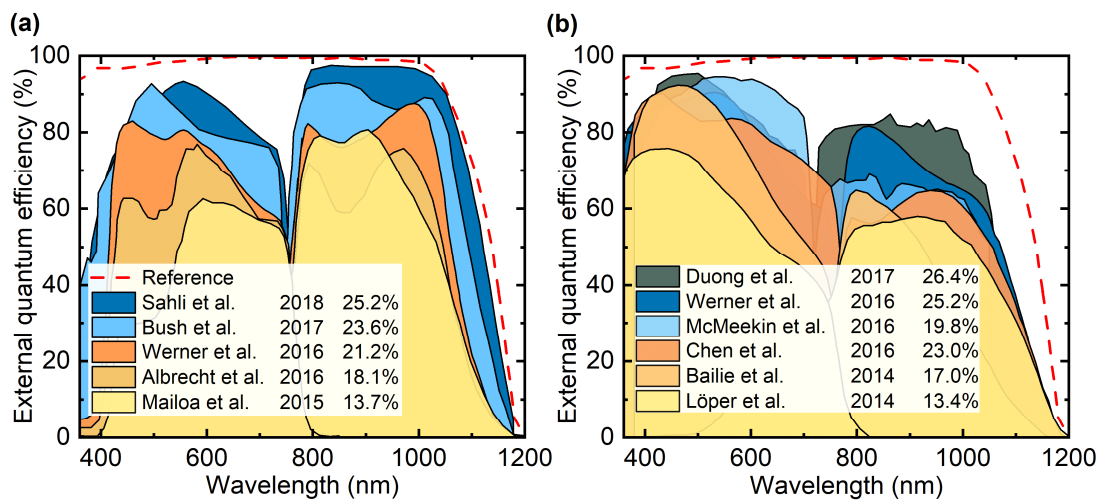 (a)
External quantum efficiency (%)
100
80
60
40
20
0
Reference
Sahli et al. 2018 25.2%
Bush et al. 2017 23.6%
Werner et al. 2016 21.2%
Albrecht et al. 2016 18.1%
Mailoa et al. 2015 13.7%
400 600 800 1000 1200
Wavelength (nm)
(b)
External quantum efficiency (%)
100
80
60
40
20
0
Duong et al. 2017 26.4%
Werner et al. 2016 25.2%
McMeekin et al. 2016 19.8%
Chen et al. 2016 23.0%
Bailie et al. 2014 17.0%
Löper et al. 2014 13.4%
400 600 800 1000 1200
Wavelength (nm)